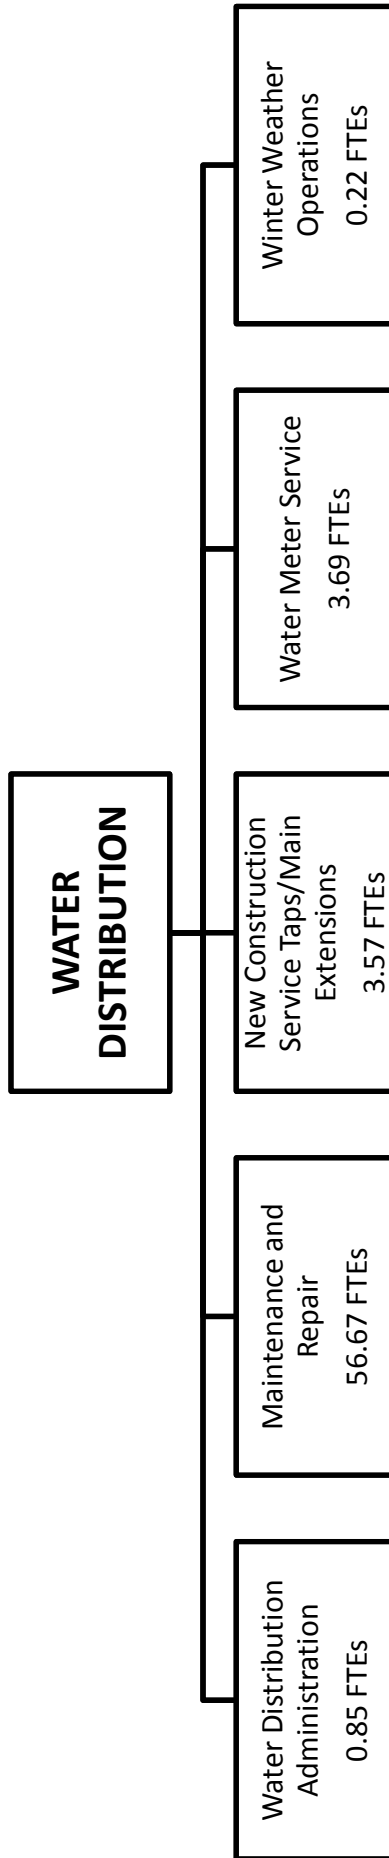 WATER
DISTRIBUTION
Water Distribution
Administration
0.85 FTEs
Maintenance and
Repair
56.67 FTEs
New Construction
Service Taps/Main
Extensions
3.57 FTEs
Water Meter Service
3.69 FTEs
Winter Weather
Operations
0.22 FTEs